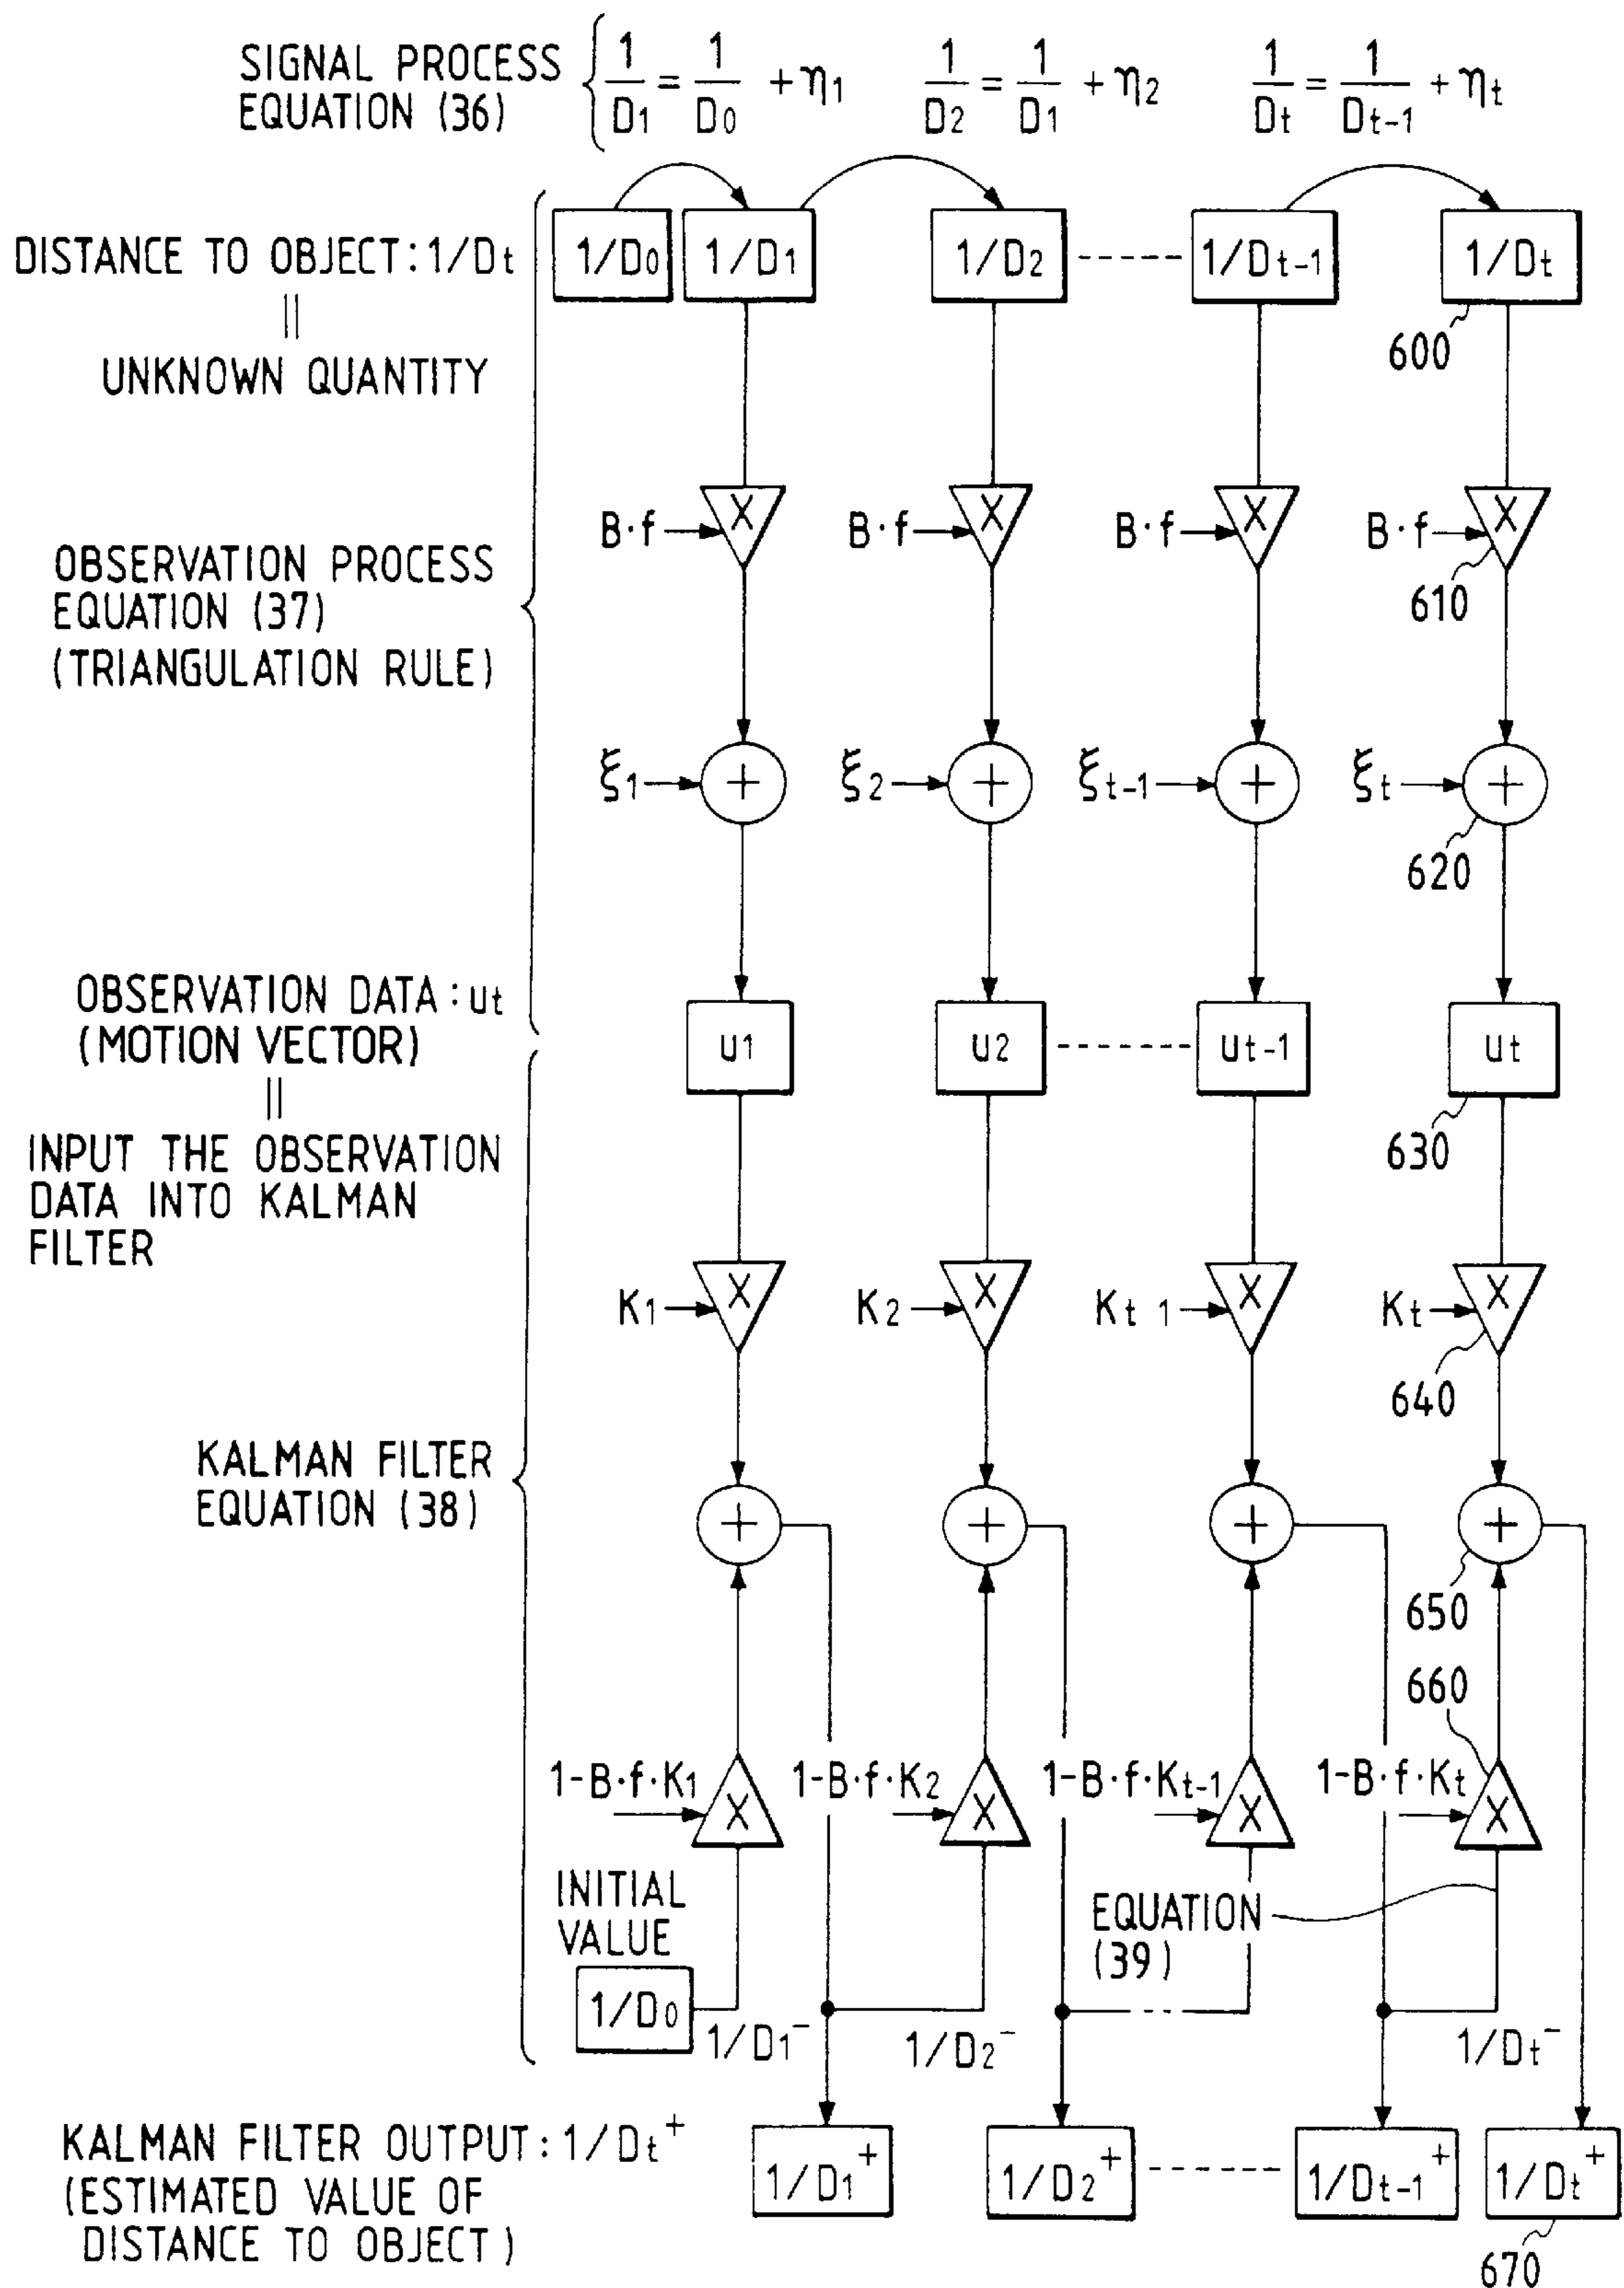 SIGNAL PROCESS
EQUATION (36)
1/D1 = 1/D0 + η1
1/D2 = 1/D1 + η2
1/Dt = 1/Dt-1 + ηt
DISTANCE TO OBJECT: 1/Dt
||
UNKNOWN QUANTITY
1/D0
1/D1
1/D2
1/Dt-1
1/Dt
600
OBSERVATION PROCESS
EQUATION (37)
(TRIANGULATION RULE)
B·f
X
B·f
X
B·f
X
B·f
X
610
ξ1
+
ξ2
+
ξt-1
+
ξt
+
620
OBSERVATION DATA: ut
(MOTION VECTOR)
||
INPUT THE OBSERVATION
DATA INTO KALMAN
FILTER
u1
u2
ut-1
ut
630
K1
X
K2
X
Kt 1
X
Kt
X
640
KALMAN FILTER
EQUATION (38)
+
+
+
+
650
660
1-B·f·K1
X
1-B·f·K2
X
1-B·f·Kt-1
X
1-B·f·Kt
X
INITIAL
VALUE
1/D0
EQUATION
(39)
1/D1⁻
1/D2⁻
1/Dt⁻
KALMAN FILTER OUTPUT: 1/Dt⁺
(ESTIMATED VALUE OF
DISTANCE TO OBJECT)
1/D1⁺
1/D2⁺
1/Dt-1⁺
1/Dt⁺
670